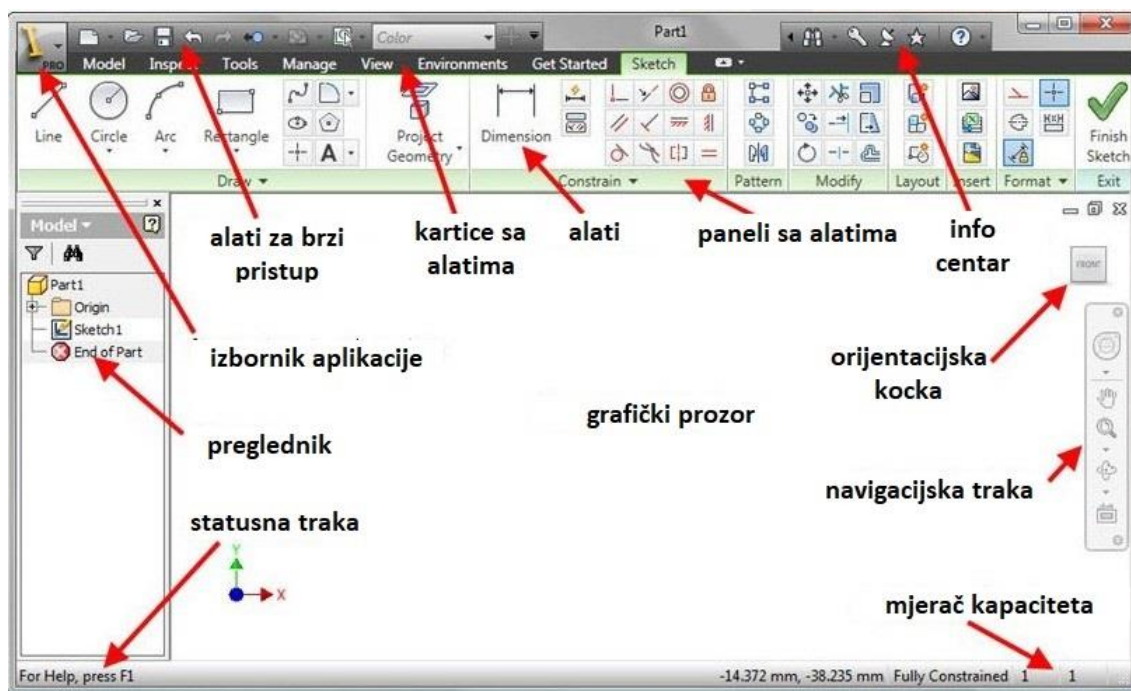 Color
Part1
PRO
Model Inspect Tools Manage View Environments Get Started Sketch
Line Circle Arc Rectangle Project Geometry Dimension Finish Sketch
Draw Constrain Pattern Modify Layout Insert Format Exit
Model
alati za brzi
pristup
kartice sa
alatima
alati
paneli sa alatima
info
centar
FRONT
Part1
Origin
Sketch1
End of Part
izbornik aplikacije
orijentacijska
kocka
grafički prozor
preglednik
navigacijska traka
statusna traka
Y
X
mjerač kapaciteta
For Help, press F1
-14.372 mm, -38.235 mm Fully Constrained 1 1